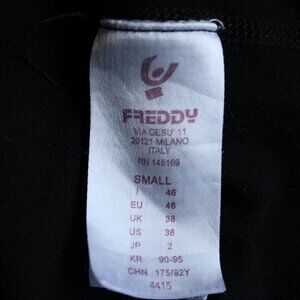 FREDDY
VIA GESU' 11
20121 MILANO
ITALY
RN 145169
SMALL
I 46
EU 46
UK 38
US 38
JP 2
KR 90-95
CHN 175/92Y
4415